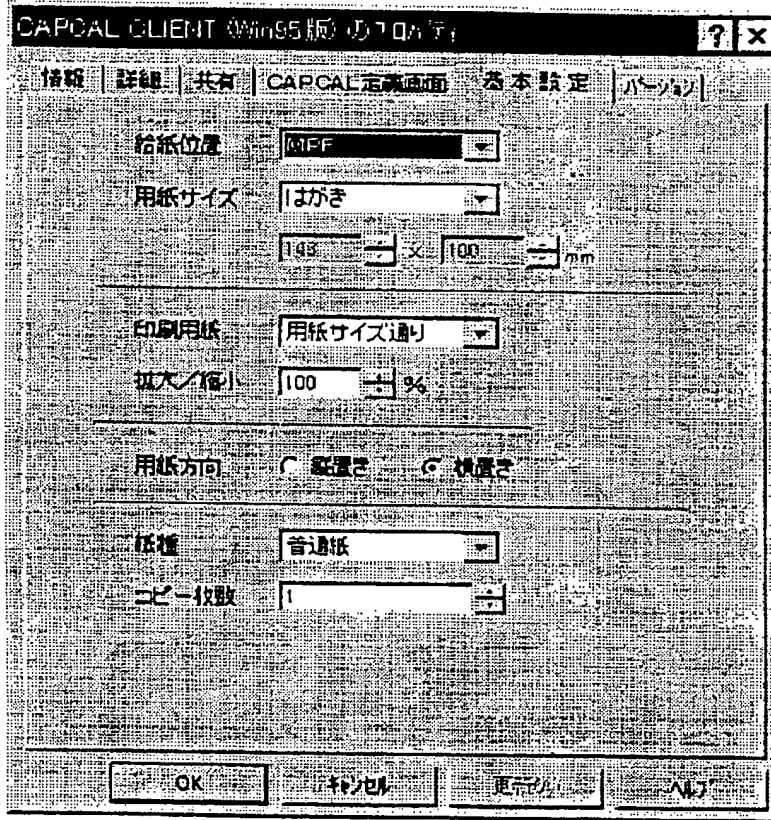 CAPCAL CLIENT (Win95版) のプロパティ
情報 詳細 共有 CAPCAL定義画面 基本設定 バージョン
給紙位置 MPF
用紙サイズ はがき
148 × 100 mm
印刷用紙 用紙サイズ通り
拡大／縮小 100 %
用紙方向 縦置き 横置き
紙種 普通紙
コピー枚数 1
OK キャンセル ヘルプ